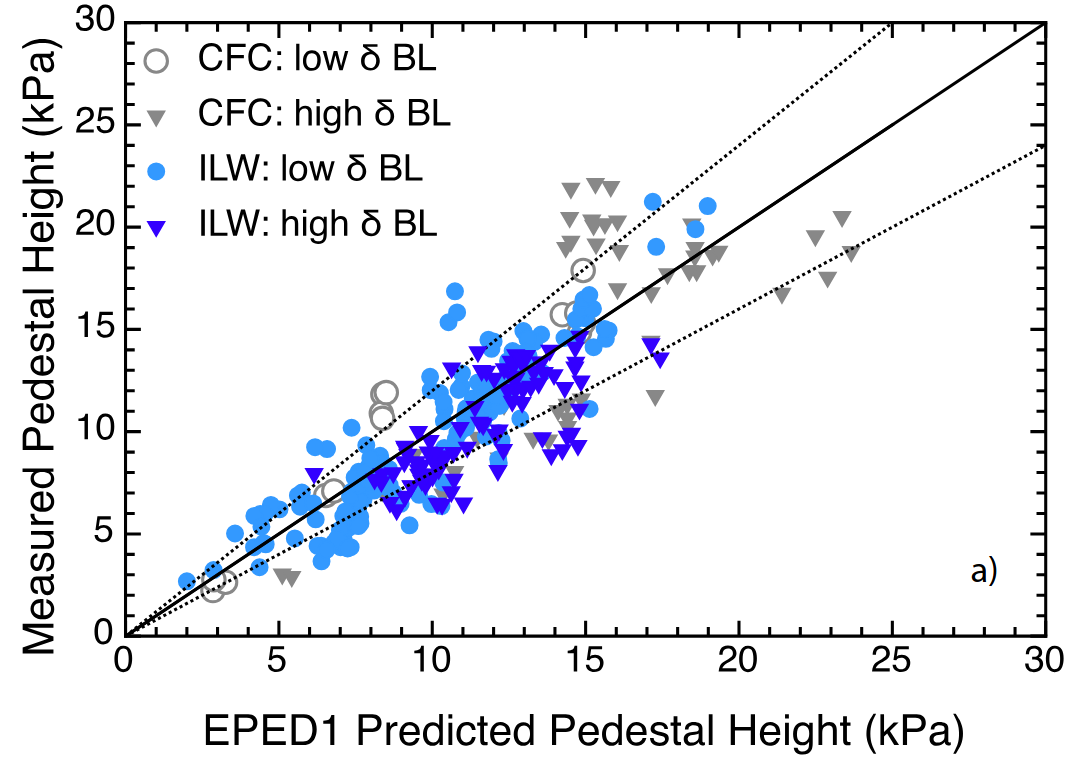 30
25
20
15
10
5
0
Measured Pedestal Height (kPa)
CFC: low δ BL
CFC: high δ BL
ILW: low δ BL
ILW: high δ BL
a)
0 5 10 15 20 25 30
EPED1 Predicted Pedestal Height (kPa)